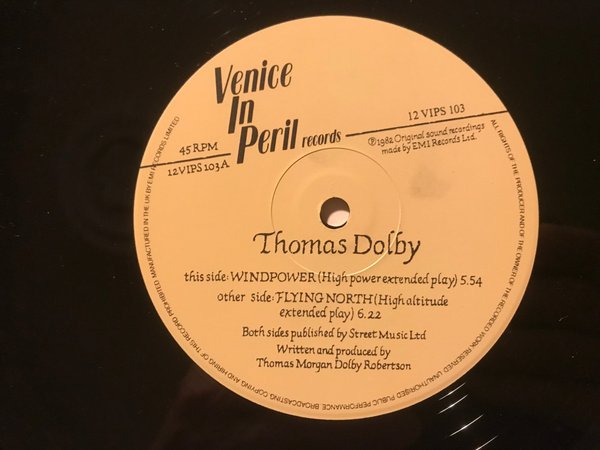 Venice
In
Peril records
12 VIPS 103
45 RPM
12 VIPS 103 A
℗ 1982 Original sound recordings
made by EMI Records Ltd.
Thomas Dolby
this side: WINDPOWER (High power extended play) 5.54
other side: FLYING NORTH (High altitude
extended play) 6.22
Both sides published by Street Music Ltd
Written and produced by
Thomas Morgan Dolby Robertson
ALL RIGHTS OF THE PRODUCER AND OF THE OWNER OF THE RECORDED WORK RESERVED UNAUTHORISED PUBLIC PERFORMANCE BROADCASTING COPYING AND HIRING OF THIS RECORD PROHIBITED MANUFACTURED IN THE UK BY EMI RECORDS LIMITED